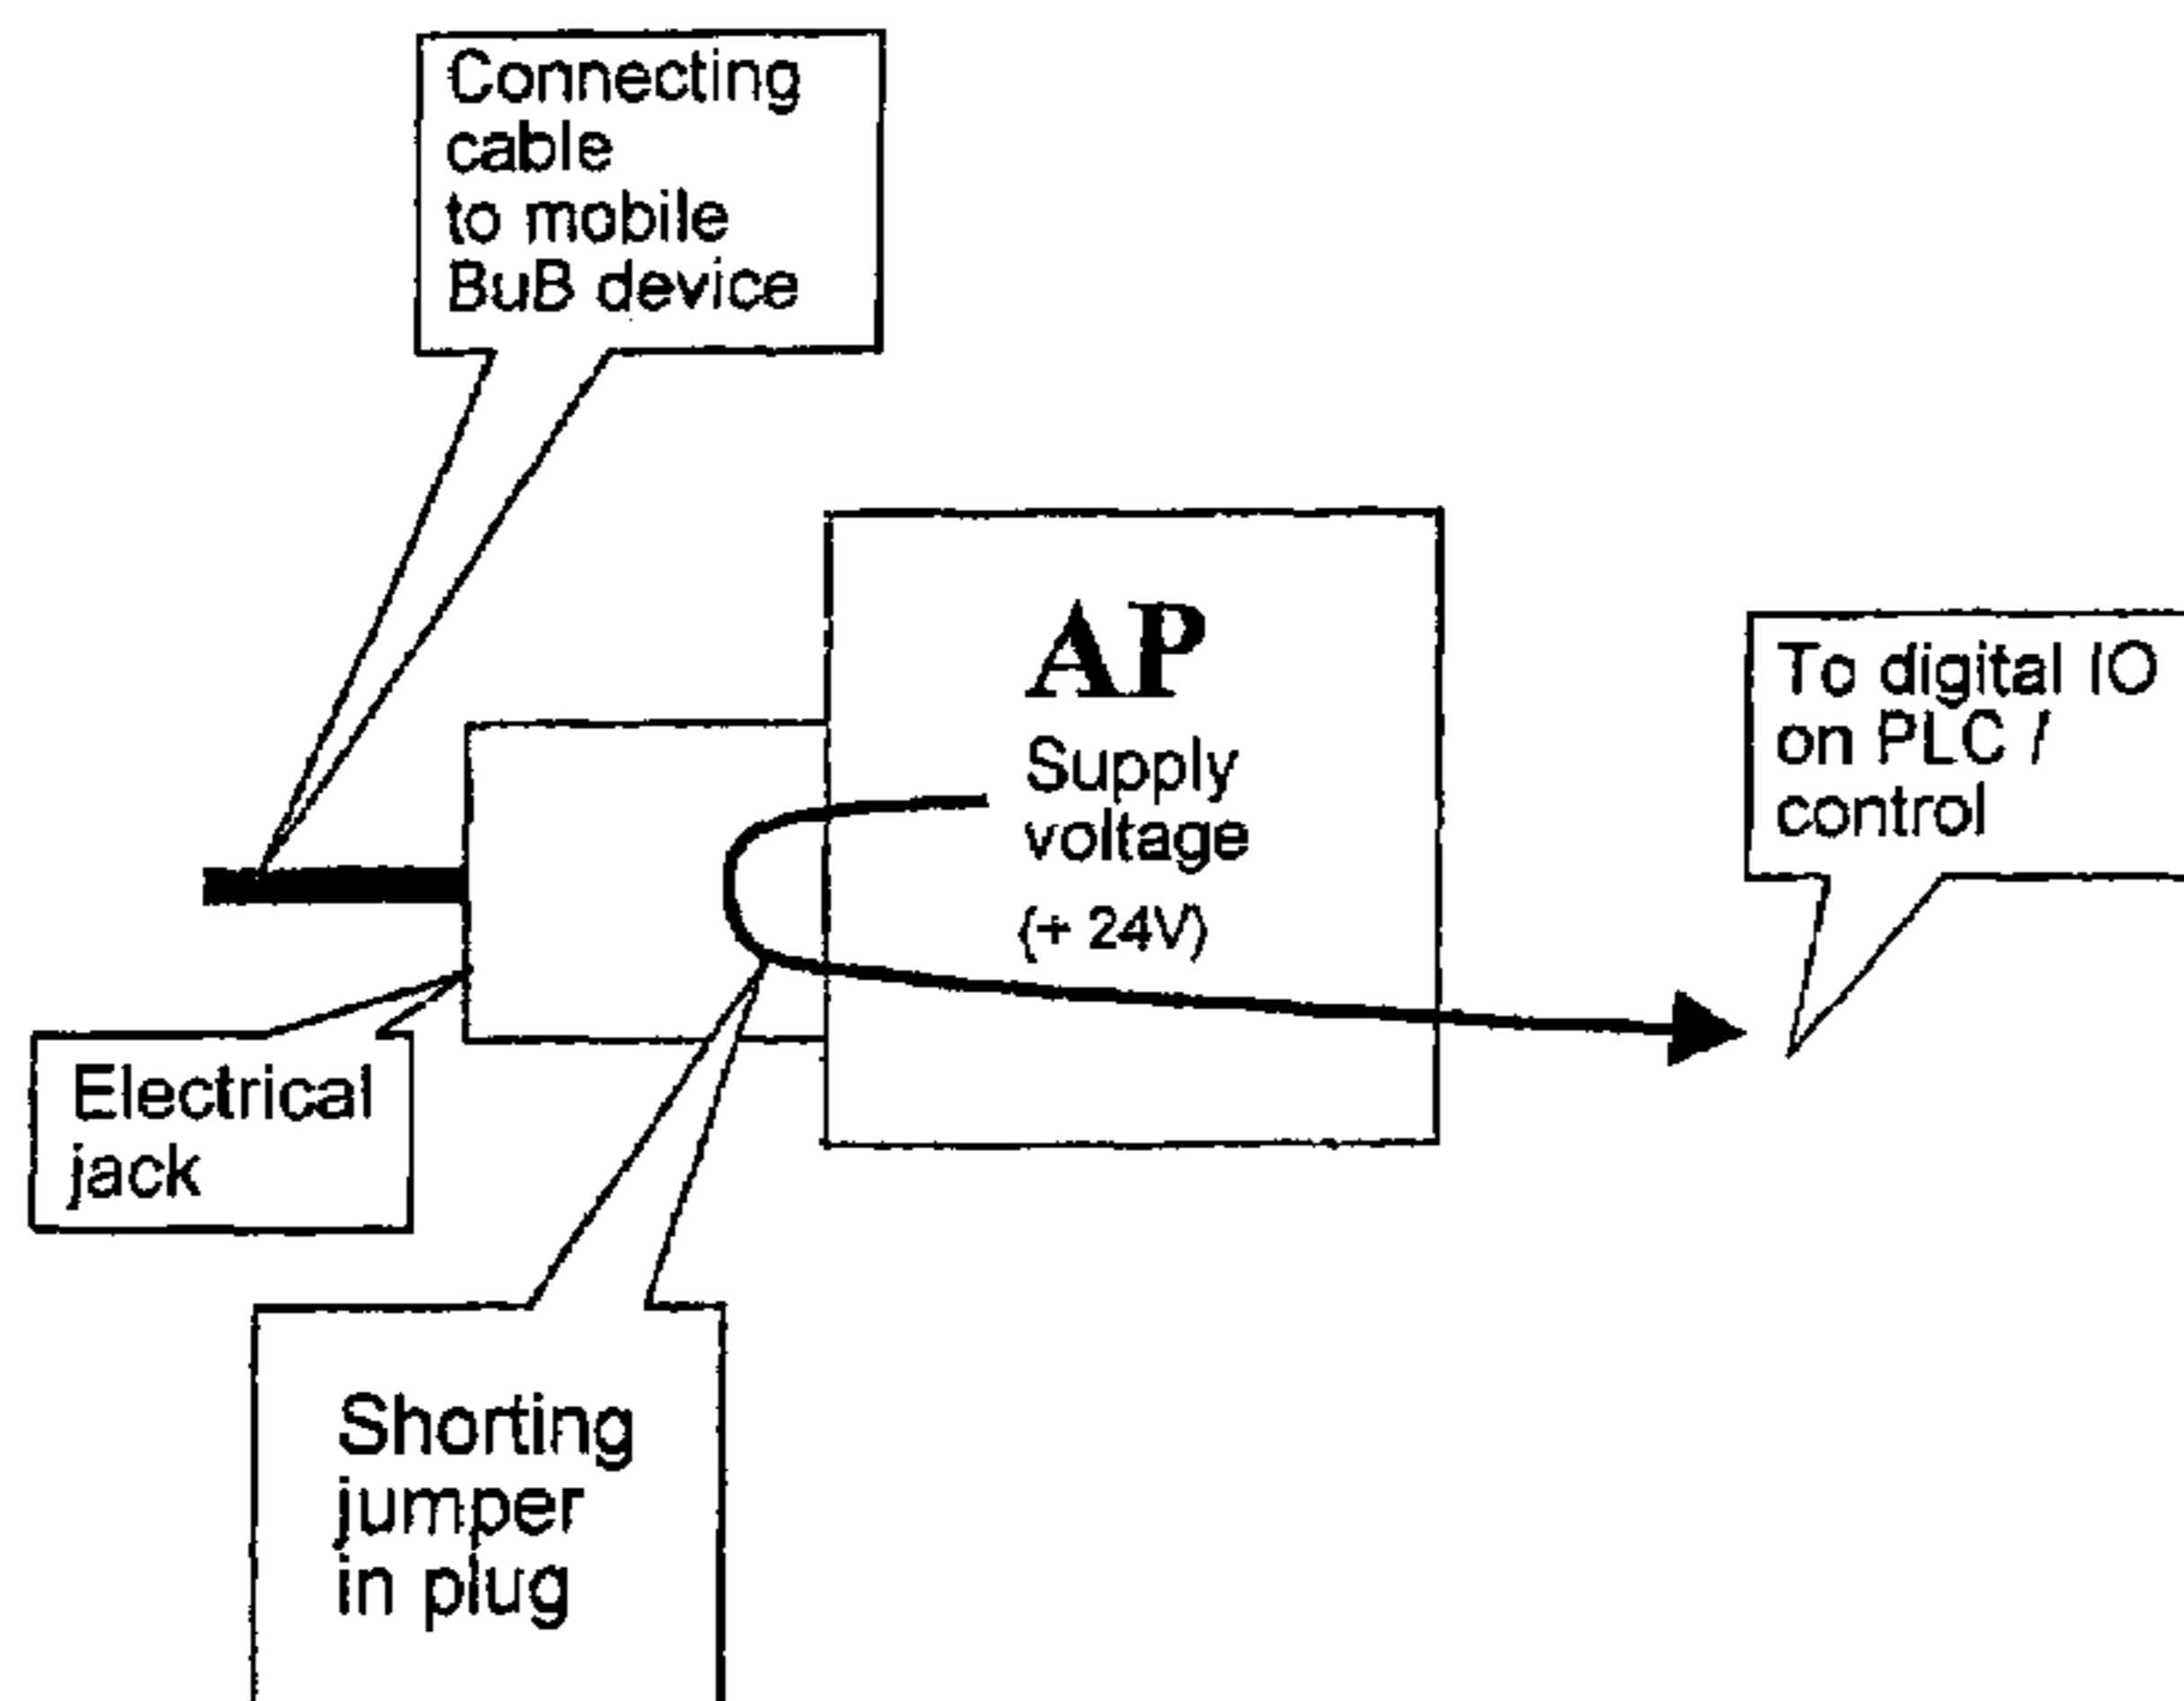 Connecting
cable
to mobile
BuB device
AP
Supply
voltage
(+ 24V)
To digital IO
on PLC /
control
Electrical
jack
Shorting
jumper
in plug